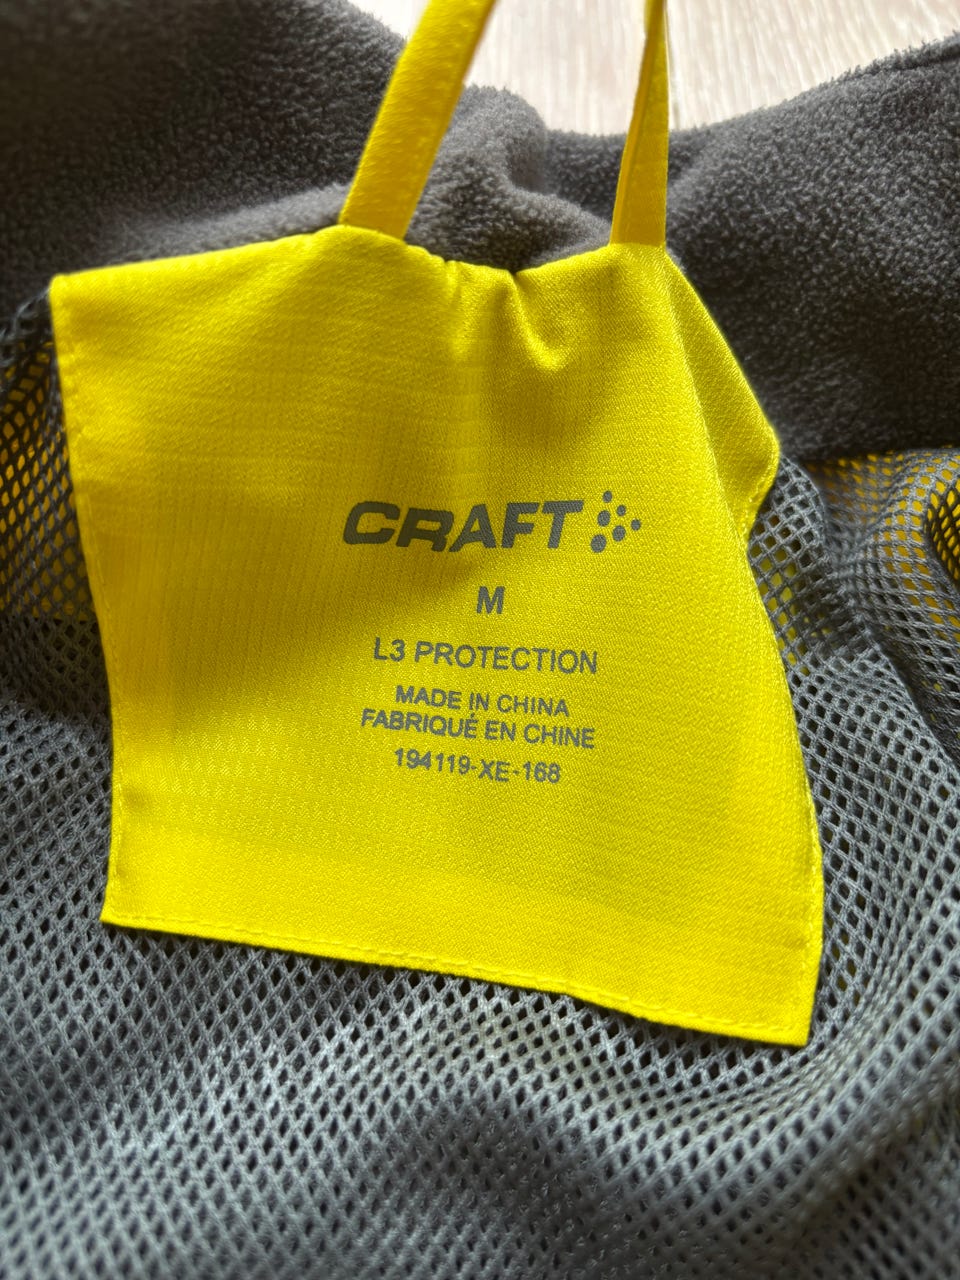 CRAFT
M
L3 PROTECTION
MADE IN CHINA
FABRIQUÉ EN CHINE
194119-XE-168